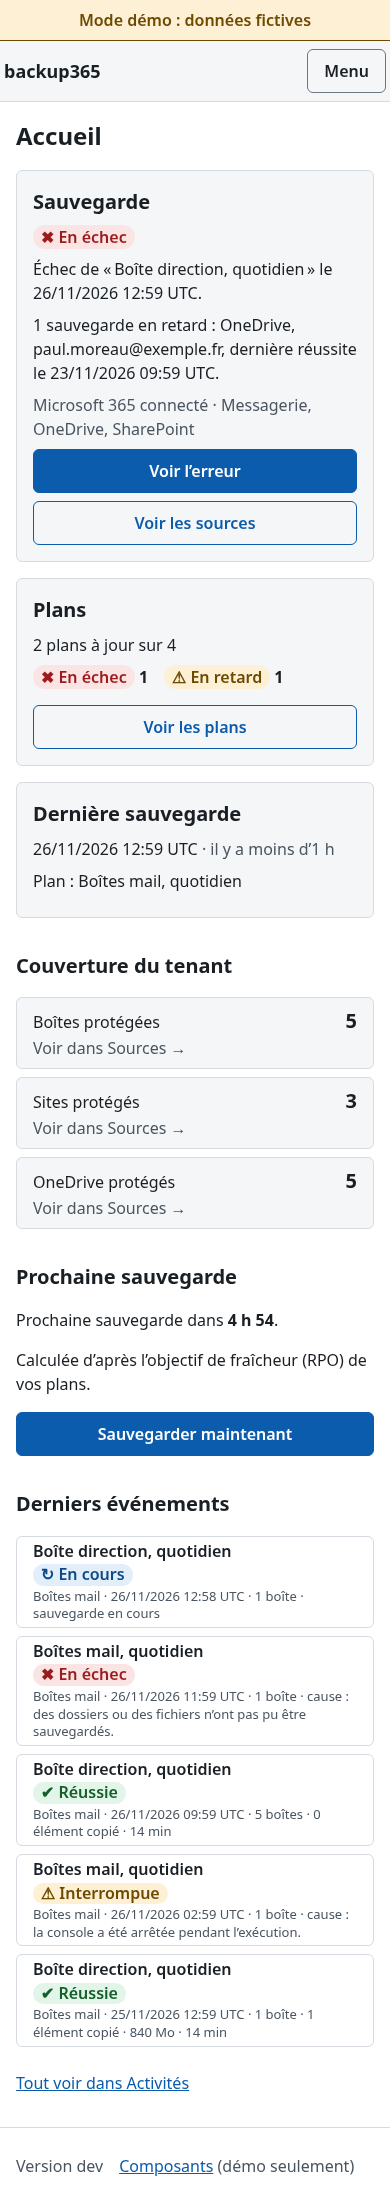 Mode démo : données fictives
backup365
Menu
Accueil
Sauvegarde
✖ En échec
Échec de « Boîte direction, quotidien » le
26/11/2026 12:59 UTC.
1 sauvegarde en retard : OneDrive,
paul.moreau@exemple.fr, dernière réussite
le 23/11/2026 09:59 UTC.
Microsoft 365 connecté · Messagerie,
OneDrive, SharePoint
Voir l’erreur
Voir les sources
Plans
2 plans à jour sur 4
✖ En échec 1 ⚠ En retard 1
Voir les plans
Dernière sauvegarde
26/11/2026 12:59 UTC · il y a moins d’1 h
Plan : Boîtes mail, quotidien
Couverture du tenant
Boîtes protégées 5
Voir dans Sources →
Sites protégés 3
Voir dans Sources →
OneDrive protégés 5
Voir dans Sources →
Prochaine sauvegarde
Prochaine sauvegarde dans 4 h 54.
Calculée d’après l’objectif de fraîcheur (RPO) de
vos plans.
Sauvegarder maintenant
Derniers événements
Boîte direction, quotidien
↻ En cours
Boîtes mail · 26/11/2026 12:58 UTC · 1 boîte ·
sauvegarde en cours
Boîtes mail, quotidien
✖ En échec
Boîtes mail · 26/11/2026 11:59 UTC · 1 boîte · cause :
des dossiers ou des fichiers n’ont pas pu être
sauvegardés.
Boîte direction, quotidien
✔ Réussie
Boîtes mail · 26/11/2026 09:59 UTC · 5 boîtes · 0
élément copié · 14 min
Boîtes mail, quotidien
⚠ Interrompue
Boîtes mail · 26/11/2026 02:59 UTC · 1 boîte · cause :
la console a été arrêtée pendant l’exécution.
Boîte direction, quotidien
✔ Réussie
Boîtes mail · 25/11/2026 12:59 UTC · 1 boîte · 1
élément copié · 840 Mo · 14 min
Tout voir dans Activités
Version dev Composants (démo seulement)